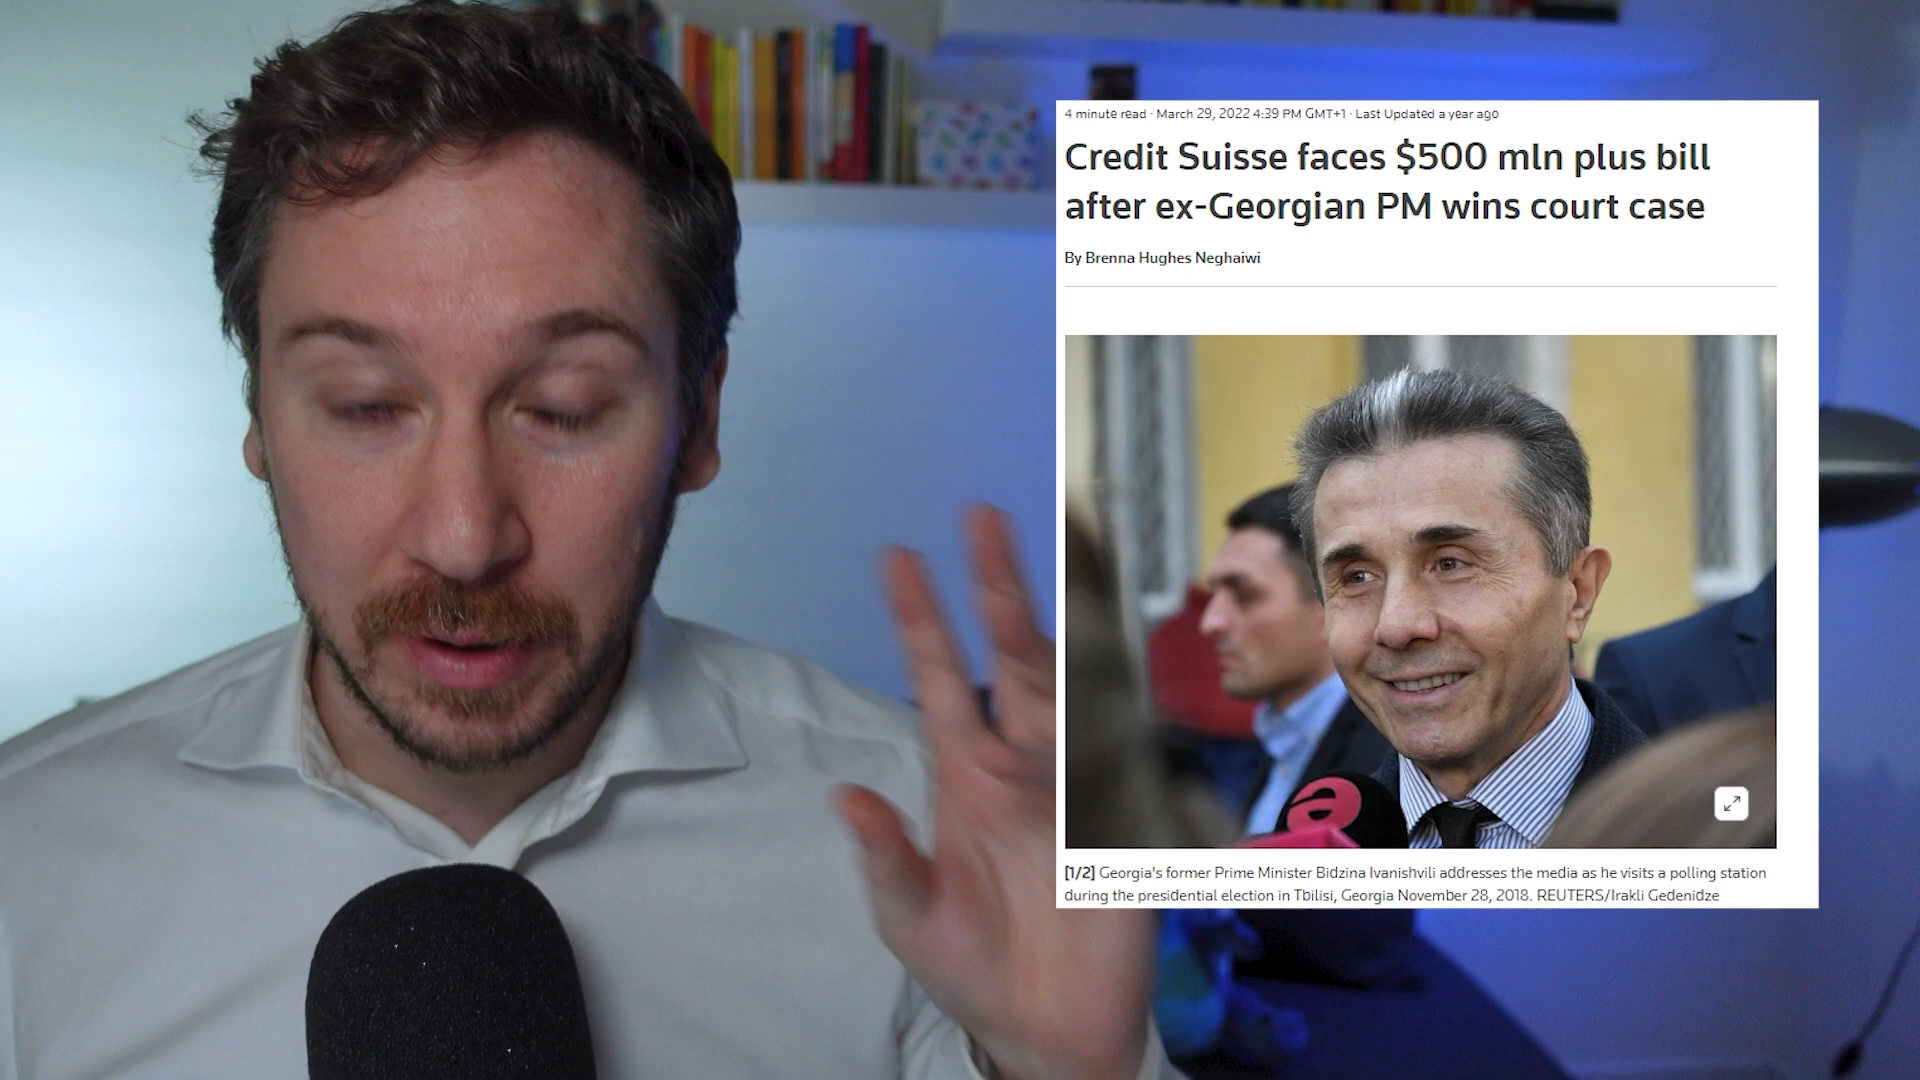 4 minute read · March 29, 2022 4:39 PM GMT+1 · Last Updated a year ago
Credit Suisse faces $500 mln plus bill
after ex-Georgian PM wins court case
By Brenna Hughes Neghaiwi
[1/2] Georgia's former Prime Minister Bidzina Ivanishvili addresses the media as he visits a polling station
during the presidential election in Tbilisi, Georgia November 28, 2018. REUTERS/Irakli Gedenidze